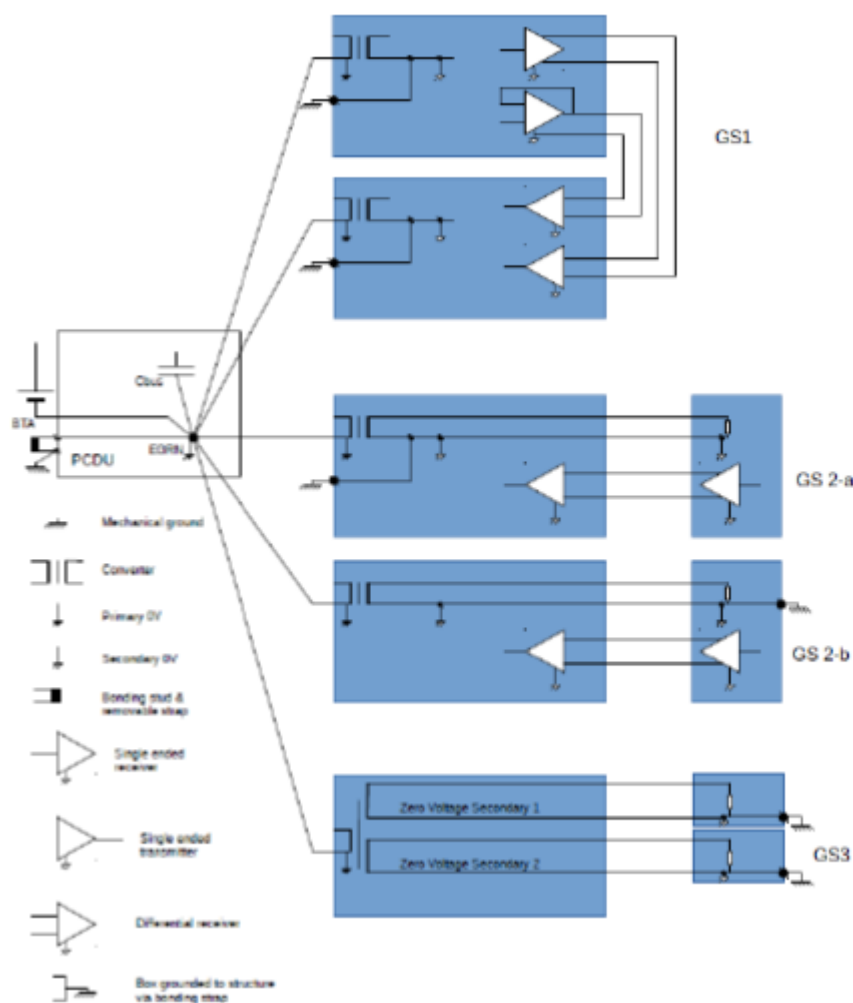 GS1
Cbus
BTA
EGRN
PCDU
GS 2-a
Mechanical ground
Converter
GS 2-b
Primary 0V
Secondary 0V
Bonding stud &
removable strap
Single ended
receiver
Zero Voltage Secondary 1
Single ended
transmitter
GS3
Zero Voltage Secondary 2
Differential receiver
Box grounded to structure
via bonding strap